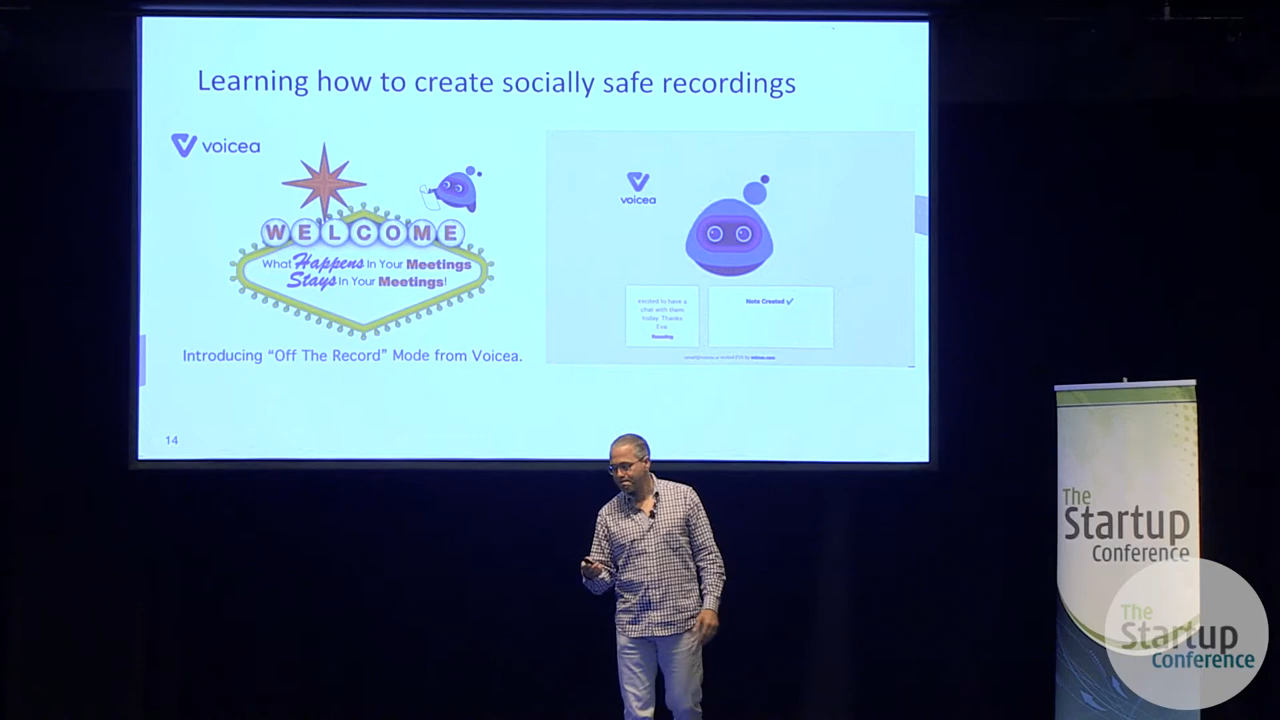 Learning how to create socially safe recordings
voicea
WELCOME
What Happens In Your Meetings
Stays in Your Meetings!
Introducing “Off The Record” Mode from Voicea.
14
voicea
excited to have a
chat with them
today. Thanks
Eva
Note Created ✓
The
Startup
Conference
The
Startup
Conference